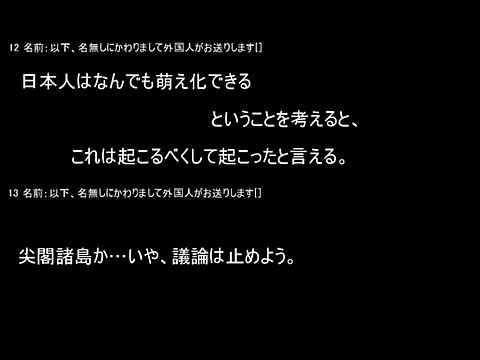 12 名前：以下、名無しにかわりまして外国人がお送りします[]
日本人はなんでも萌え化できる
ということを考えると、
これは起こるべくして起こったと言える。
13 名前：以下、名無しにかわりまして外国人がお送りします[]
尖閣諸島か…いや、議論は止めよう。